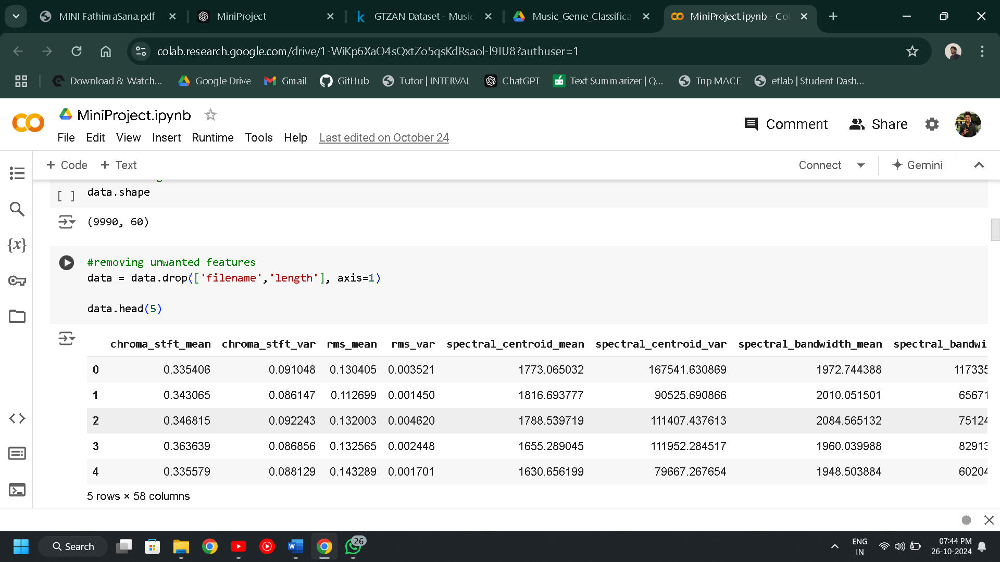 MINI FathimaSana.pdf
MiniProject
GTZAN Dataset - Music
Music_Genre_Classifica
MiniProject.ipynb - Co
colab.research.google.com/drive/1-WiKp6XaO4sQxtZo5qsKdRsaol-l9IU8?authuser=1
Download & Watch...
Google Drive
Gmail
GitHub
Tutor | INTERVAL
ChatGPT
Text Summarizer | Q...
Tnp MACE
etlab | Student Dash...
MiniProject.ipynb
Comment
Share
File Edit View Insert Runtime Tools Help Last edited on October 24
+ Code + Text
Connect
Gemini
[ ] data.shape
(9990, 60)
#removing unwanted features
data = data.drop(['filename','length'], axis=1)
data.head(5)
chroma_stft_mean chroma_stft_var rms_mean rms_var spectral_centroid_mean spectral_centroid_var spectral_bandwidth_mean spectral_bandwi
0 0.335406 0.091048 0.130405 0.003521 1773.065032 167541.630869 1972.744388 117335
1 0.343065 0.086147 0.112699 0.001450 1816.693777 90525.690866 2010.051501 65671
2 0.346815 0.092243 0.132003 0.004620 1788.539719 111407.437613 2084.565132 75124
3 0.363639 0.086856 0.132565 0.002448 1655.289045 111952.284517 1960.039988 82913
4 0.335579 0.088129 0.143289 0.001701 1630.656199 79667.267654 1948.503884 60204
5 rows × 58 columns
{x}
Search
26
ENG
IN
07:44 PM
26-10-2024